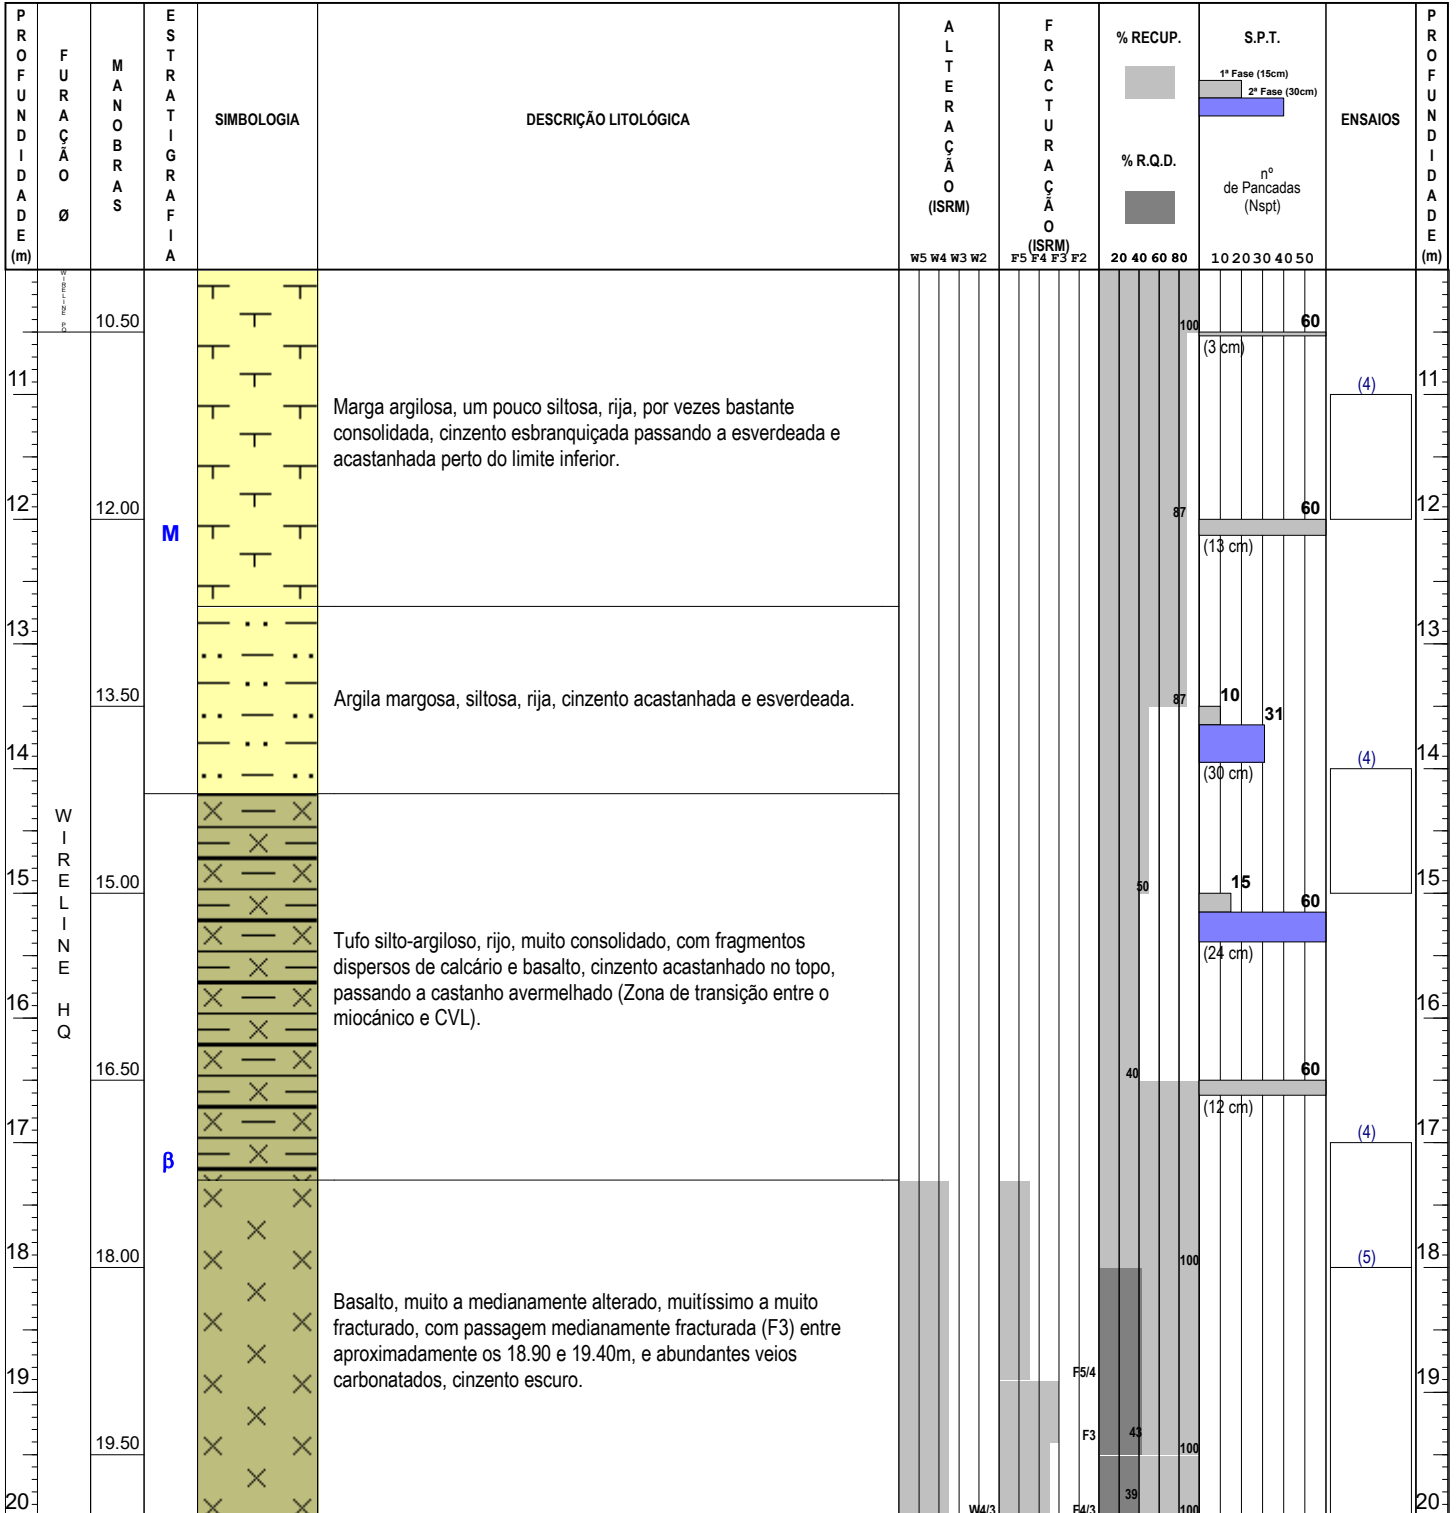 PROFUNDIDADE (m)
FURAÇÃO Ø
MANOBRAS
ESTRATIGRAFIA
SIMBOLOGIA
DESCRIÇÃO LITOLÓGICA
ALTERAÇÃO (ISRM)
W5 W4 W3 W2
FRACTURAÇÃO (ISRM)
F5 F4 F3 F2
% RECUP.
% R.Q.D.
20 40 60 80
S.P.T.
1ª Fase (15cm)
2ª Fase (30cm)
nº
de Pancadas
(Nspt)
10 20 30 40 50
ENSAIOS
PROFUNDIDADE (m)
WIRELINE PQ
10.50
100
60
(3 cm)
11
(4)
11
Marga argilosa, um pouco siltosa, rija, por vezes bastante
consolidada, cinzento esbranquiçada passando a esverdeada e
acastanhada perto do limite inferior.
12
12.00
M
87
60
(13 cm)
12
13
13
13.50
Argila margosa, siltosa, rija, cinzento acastanhada e esverdeada.
87
10
31
(30 cm)
14
(4)
14
WIRELINE HQ
15
15.00
50
15
60
(24 cm)
15
Tufo silto-argiloso, rijo, muito consolidado, com fragmentos
dispersos de calcário e basalto, cinzento acastanhado no topo,
passando a castanho avermelhado (Zona de transição entre o
miocánico e CVL).
16
16
16.50
40
60
(12 cm)
17
(4)
17
β
18
18.00
100
(5)
18
Basalto, muito a medianamente alterado, muitíssimo a muito
fracturado, com passagem medianamente fracturada (F3) entre
aproximadamente os 18.90 e 19.40m, e abundantes veios
carbonatados, cinzento escuro.
19
F5/4
19
19.50
F3
43
100
20
W4/3
F4/3
39
100
20